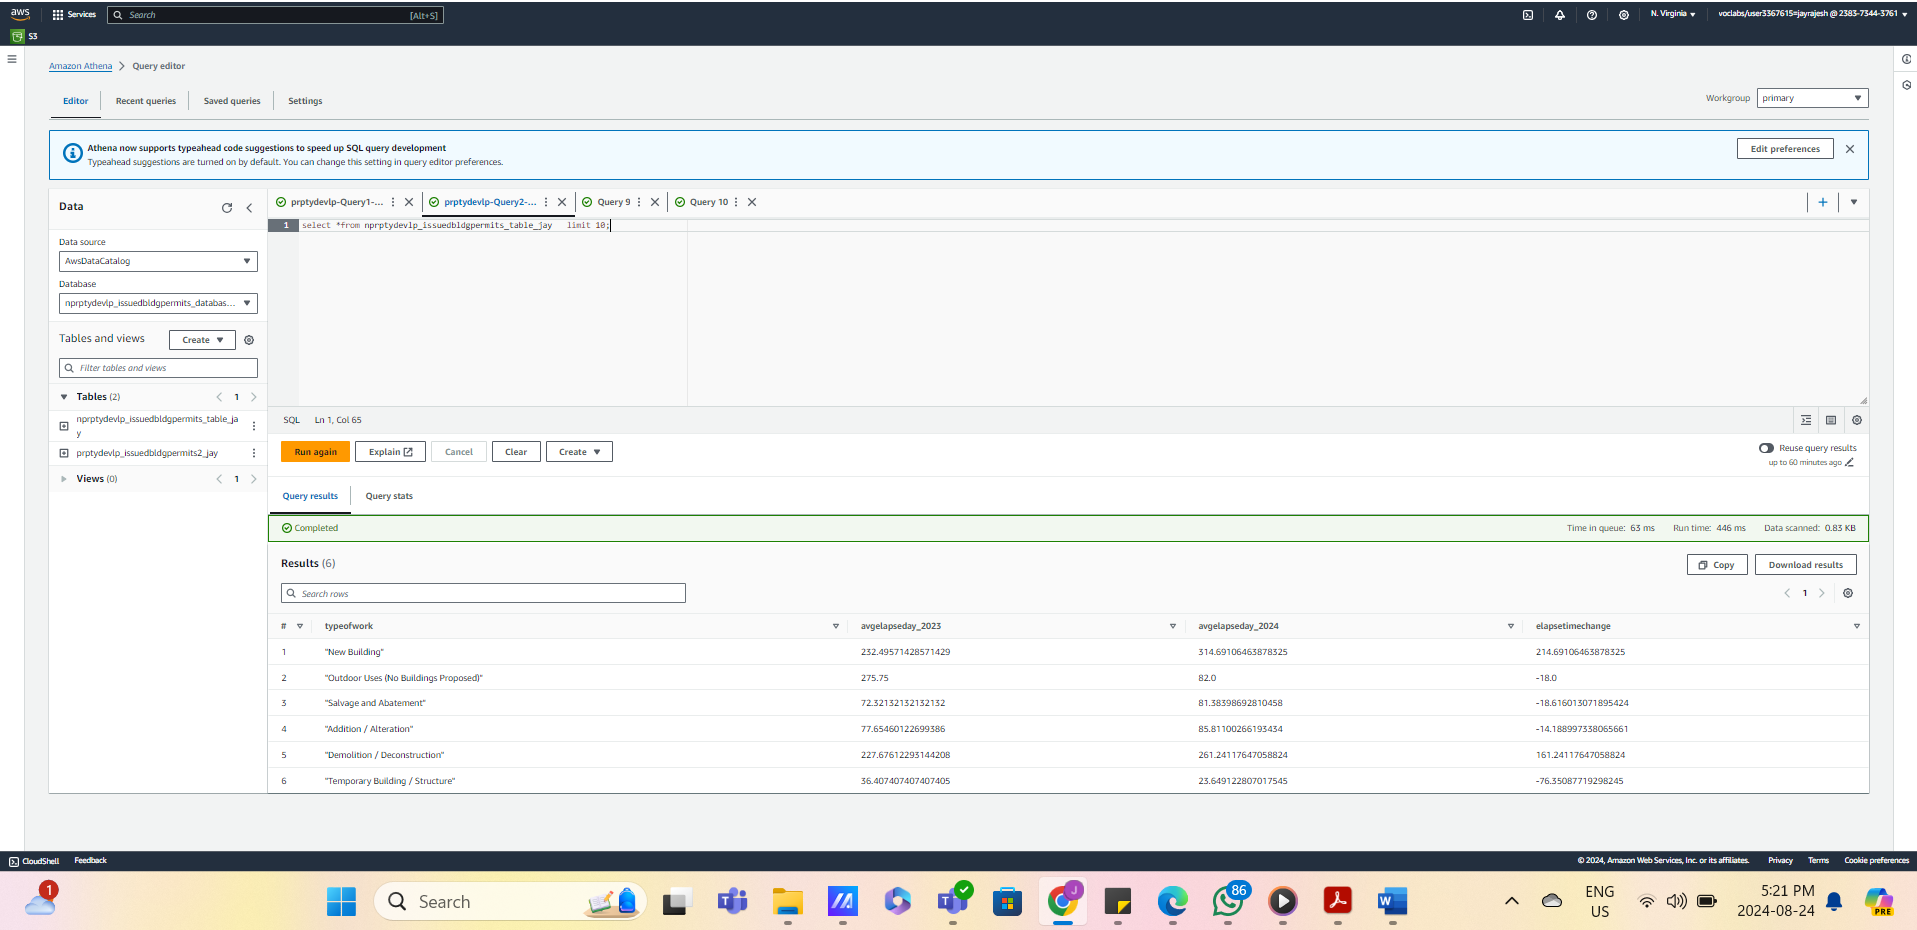 aws Services Search [Alt+S] N. Virginia voclabs/user3367615=jayrajesh @ 2383-7344-3761
S3
Amazon Athena > Query editor
Editor Recent queries Saved queries Settings
Workgroup primary
Athena now supports typeahead code suggestions to speed up SQL query development
Typeahead suggestions are turned on by default. You can change this setting in query editor preferences.
Edit preferences
Data
Data source
AwsDataCatalog
Database
nprptydevlp_issuedbldgpermits_databas...
Tables and views Create
Filter tables and views
Tables (2) 1
nprptydevlp_issuedbldgpermits_table_ja
y
prptydevlp_issuedbldgpermits2_jay
Views (0) 1
prptydevlp-Query1-... prptydevlp-Query2-... Query 9 Query 10
1 select *from nprptydevlp_issuedbldgpermits_table_jay limit 10;
SQL Ln 1, Col 65
Run again Explain Cancel Clear Create
Reuse query results
up to 60 minutes ago
Query results Query stats
Completed Time in queue: 63 ms Run time: 446 ms Data scanned: 0.83 KB
Results (6) Copy Download results
Search rows 1
# typeofwork avgelapseday_2023 avgelapseday_2024 elapsetimechange
1 "New Building" 232.49571428571429 314.69106463878325 214.69106463878325
2 "Outdoor Uses (No Buildings Proposed)" 275.75 82.0 -18.0
3 "Salvage and Abatement" 72.32132132132132 81.38398692810458 -18.616013071895424
4 "Addition / Alteration" 77.65460122699386 85.81100266193434 -14.188997338065661
5 "Demolition / Deconstruction" 227.67612293144208 261.24117647058824 161.24117647058824
6 "Temporary Building / Structure" 36.407407407407405 23.649122807017545 -76.35087719298245
CloudShell Feedback © 2024, Amazon Web Services, Inc. or its affiliates. Privacy Terms Cookie preferences
1 Search 86 J PRE
ENG
US
5:21 PM
2024-08-24